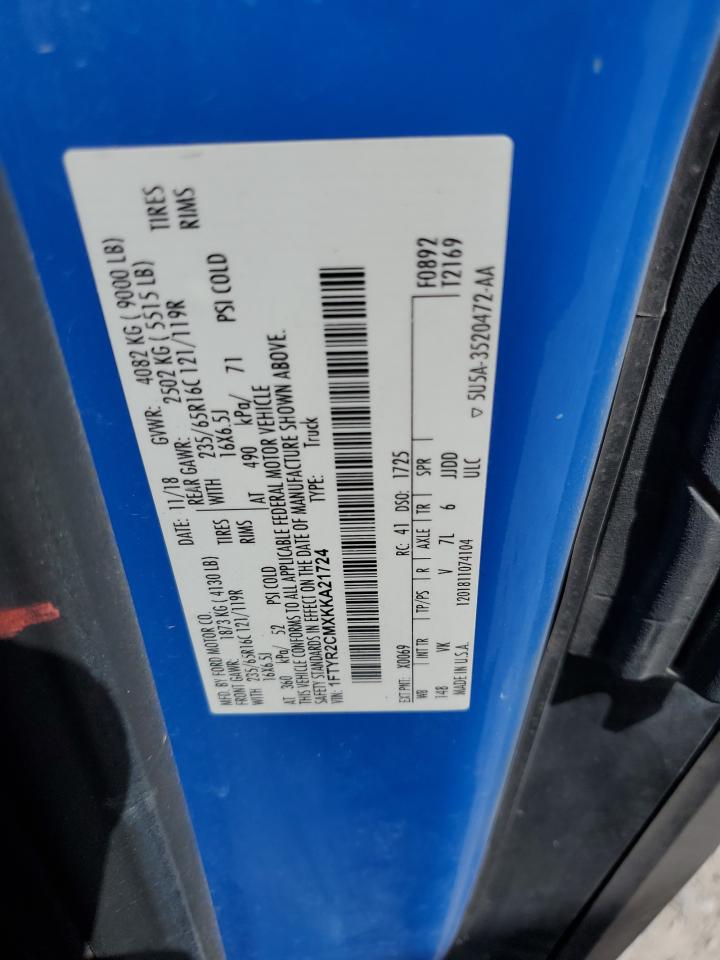 MFD. BY FORD MOTOR CO.
DATE: 11/18 GVWR: 4082 KG ( 9000 LB)
FRONT GAWR: 1873 KG ( 4130 LB) REAR GAWR: 2502 KG ( 5515 LB)
WITH 235/65R16C 121/119R TIRES WITH 235/65R16C 121/119R TIRES
16X6.5J RIMS 16X6.5J RIMS
AT 360 kPa/ 52 PSI COLD AT 490 kPa/ 71 PSI COLD
THIS VEHICLE CONFORMS TO ALL APPLICABLE FEDERAL MOTOR VEHICLE
SAFETY STANDARDS IN EFFECT ON THE DATE OF MANUFACTURE SHOWN ABOVE.
VIN: 1FTYR2CMXKKA21724 TYPE: Truck
EXT PNT: X0069 RC: 41 DSO: 1725 F0892
WB INT TR TP/PS R AXLE TR SPR T2169
148 VK V 7L 6 JJDD
MADE IN U.S.A. 1201811074104 ULC ▽ 5U5A-3520472-AA